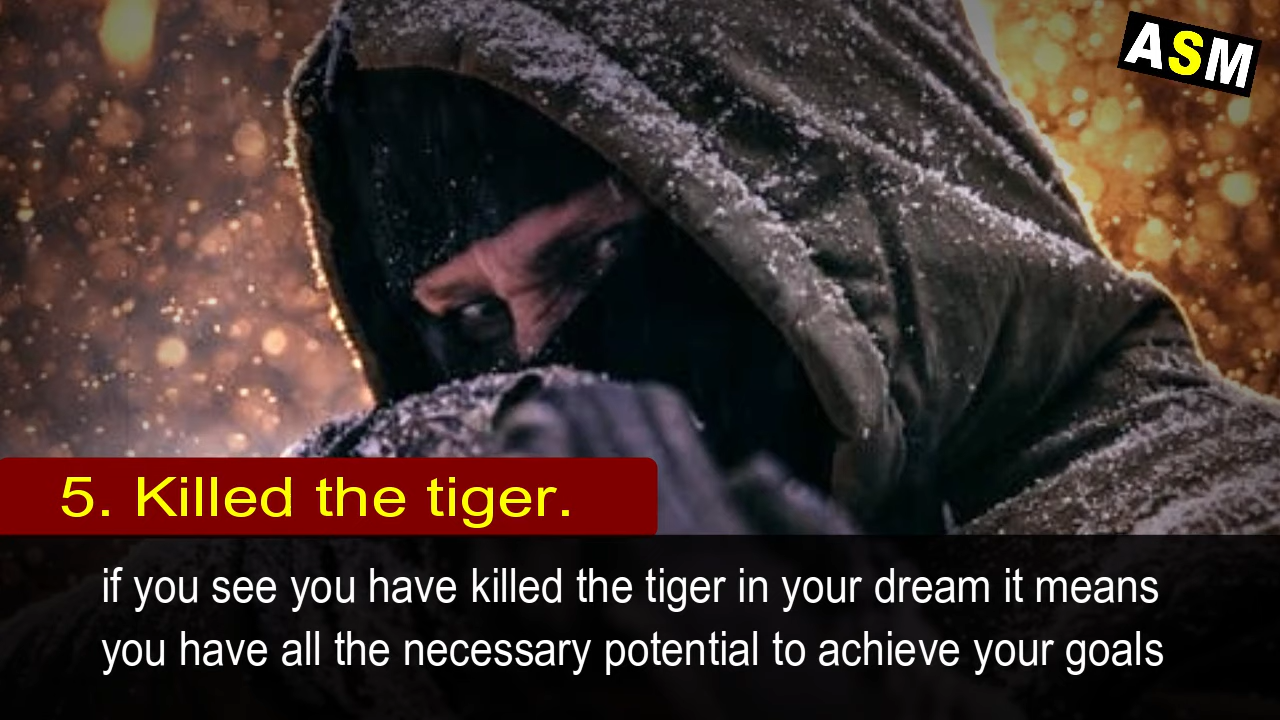 ASM
5. Killed the tiger.
if you see you have killed the tiger in your dream it means
you have all the necessary potential to achieve your goals